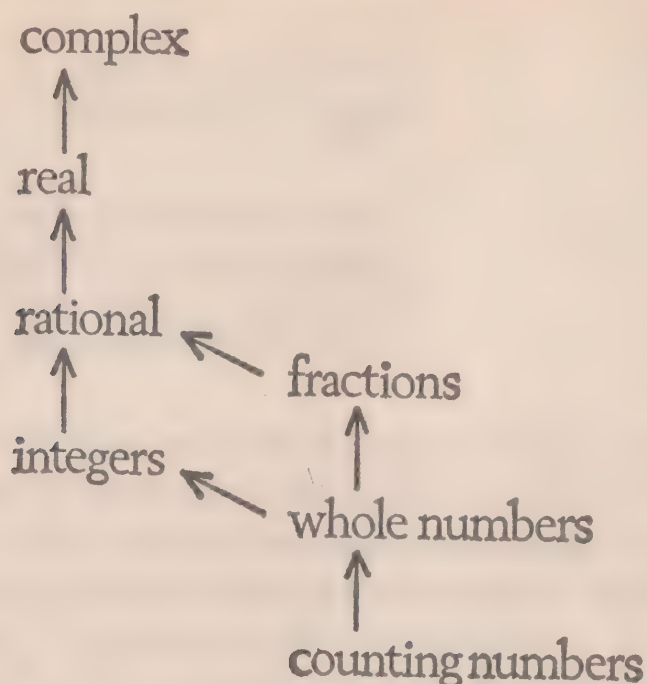 complex
real
rational
fractions
integers
whole numbers
counting numbers